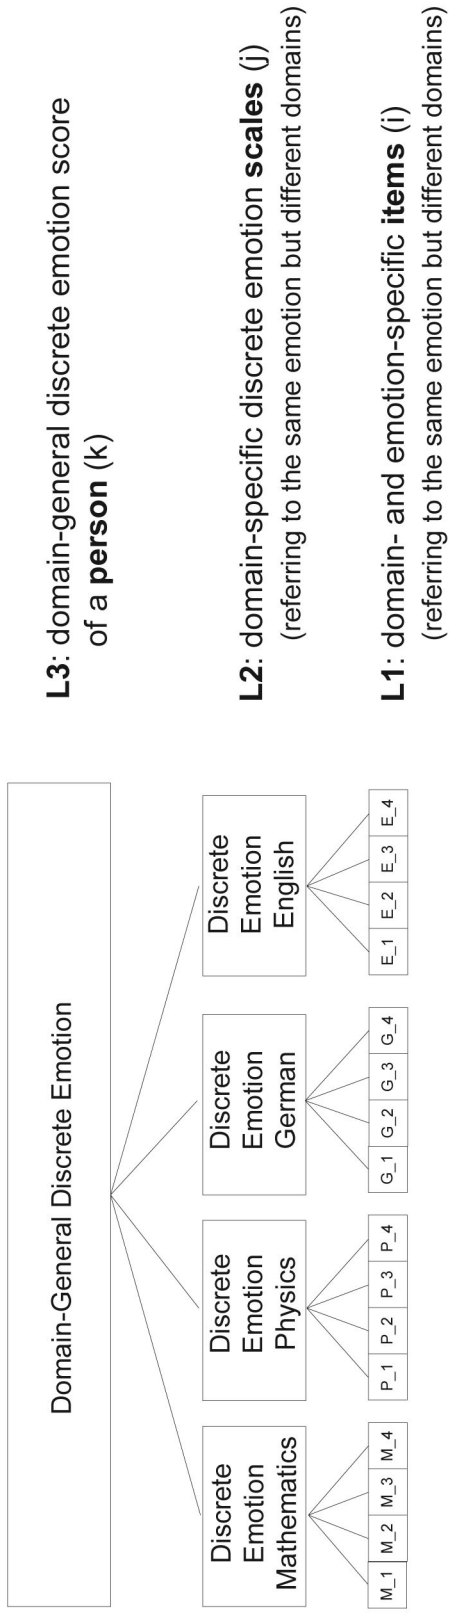 Domain-General Discrete Emotion
L3: domain-general discrete emotion score
of a person (k)
Discrete
Emotion
Mathematics
Discrete
Emotion
Physics
Discrete
Emotion
German
Discrete
Emotion
English
L2: domain-specific discrete emotion scales (j)
(referring to the same emotion but different domains)
M_1 M_2 M_3 M_4
P_1 P_2 P_3 P_4
G_1 G_2 G_3 G_4
E_1 E_2 E_3 E_4
L1: domain- and emotion-specific items (i)
(referring to the same emotion but different domains)